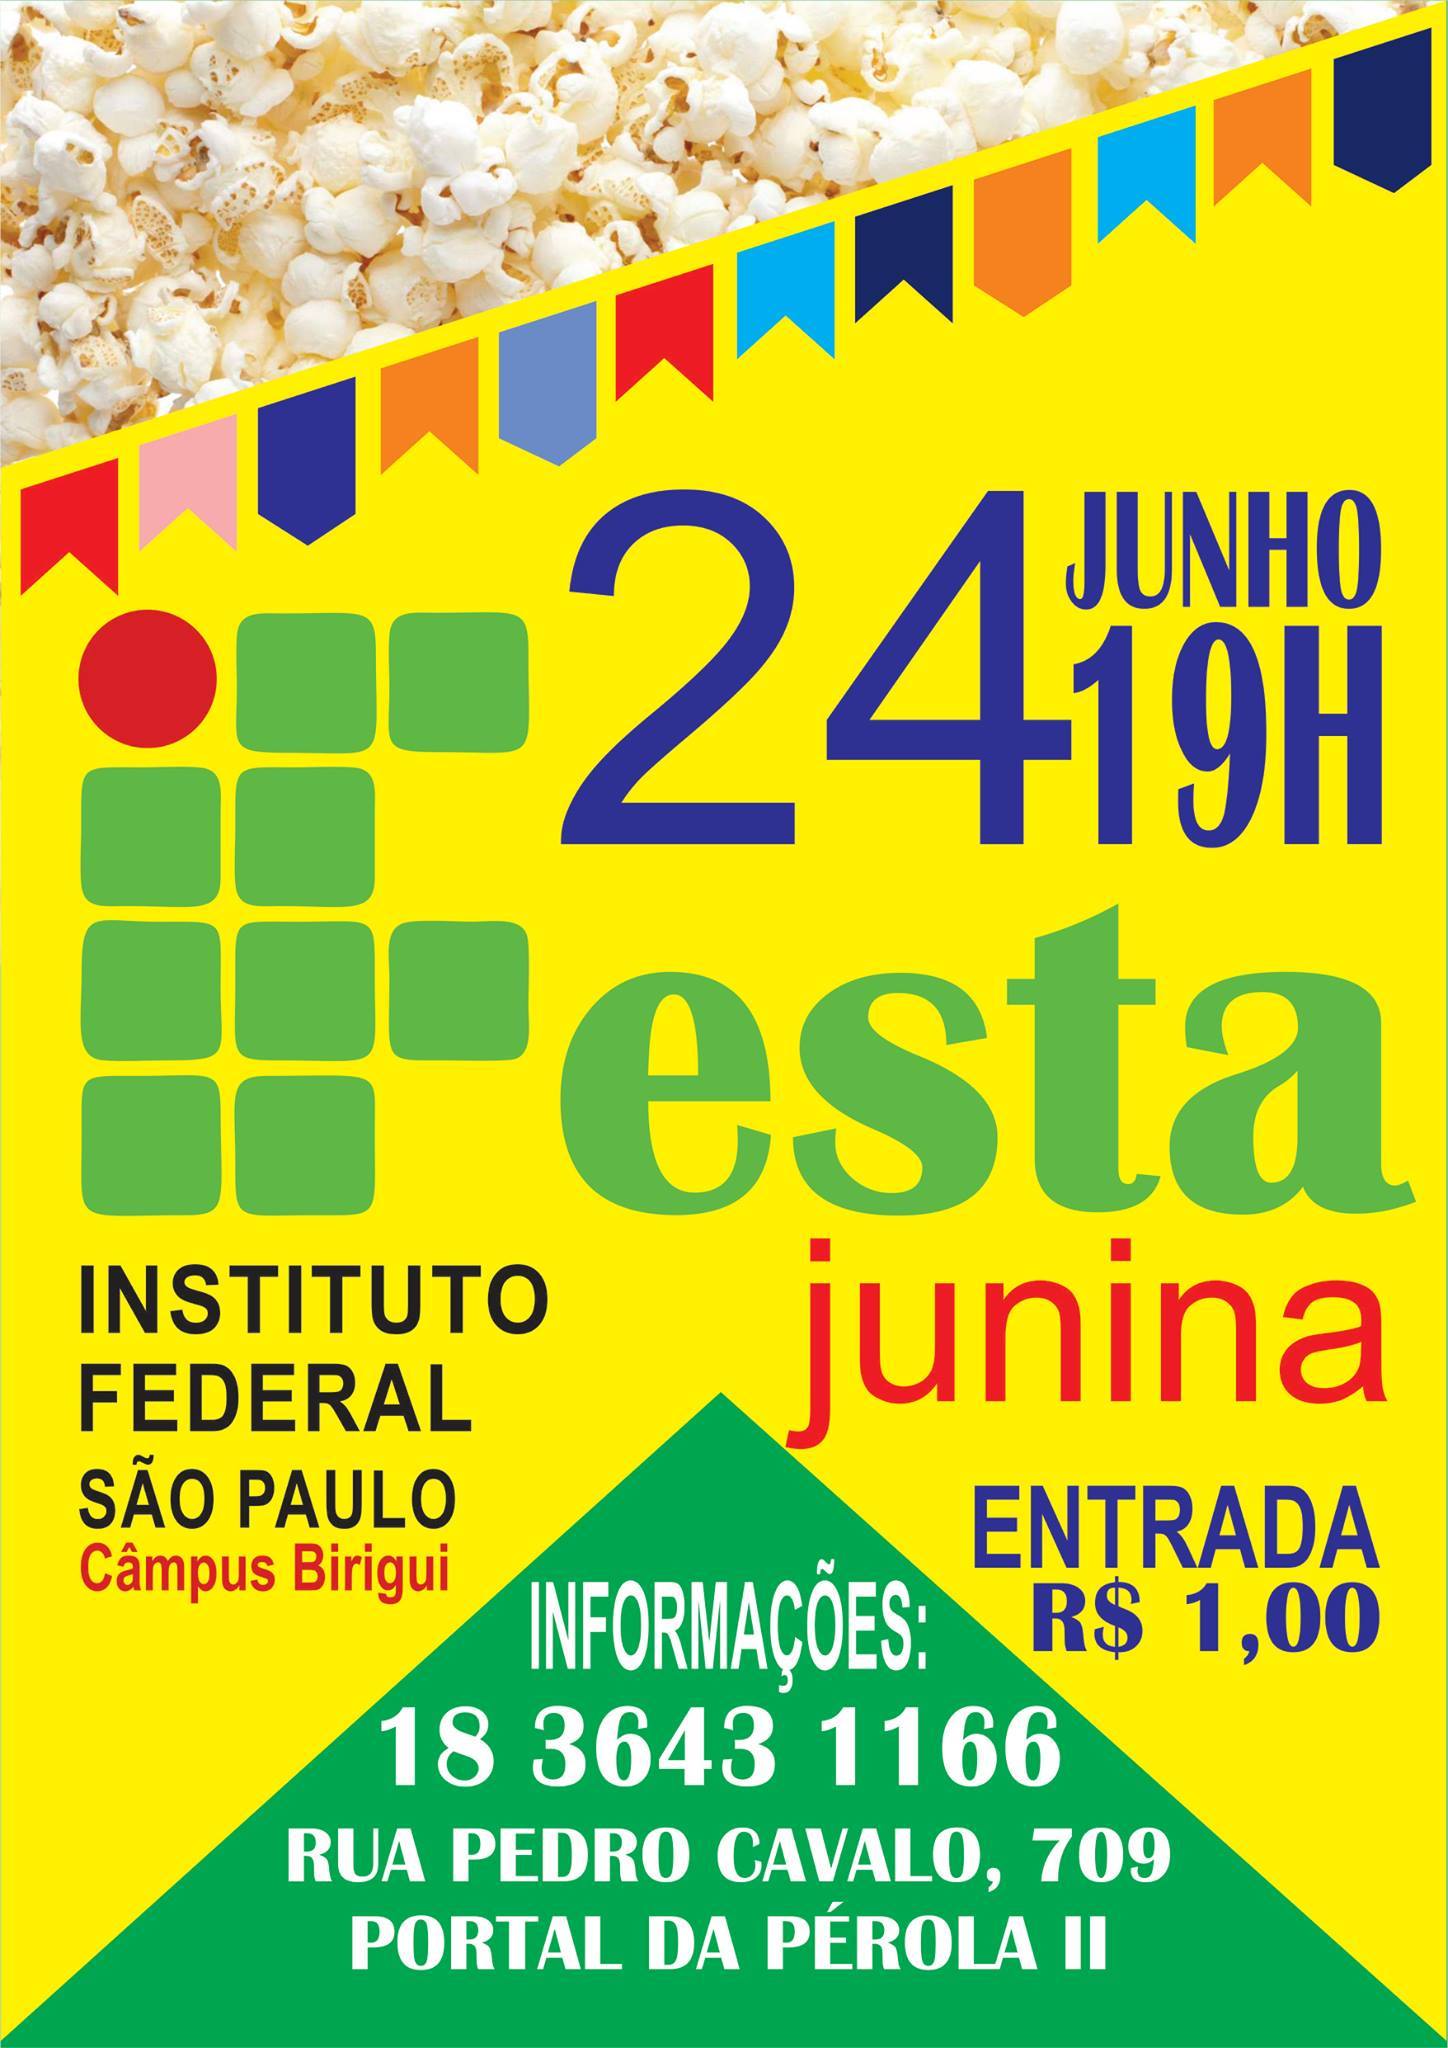 24 JUNHO
19H
esta
junina
INSTITUTO
FEDERAL
SÃO PAULO
Câmpus Birigui
ENTRADA
R$ 1,00
INFORMAÇÕES:
18 3643 1166
RUA PEDRO CAVALO, 709
PORTAL DA PÉROLA II